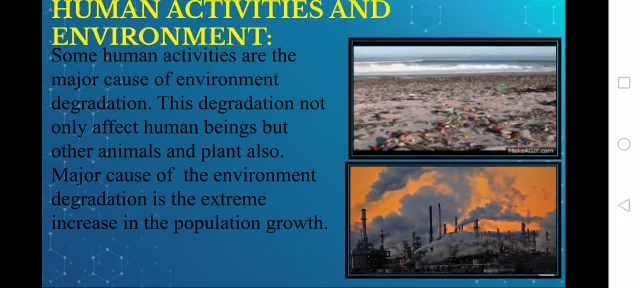 HUMAN ACTIVITIES AND
ENVIRONMENT:
Some human activities are the
major cause of environment
degradation. This degradation not
only affect human beings but
other animals and plant also.
Major cause of the environment
degradation is the extreme
increase in the population growth.
MakeAGIF.com